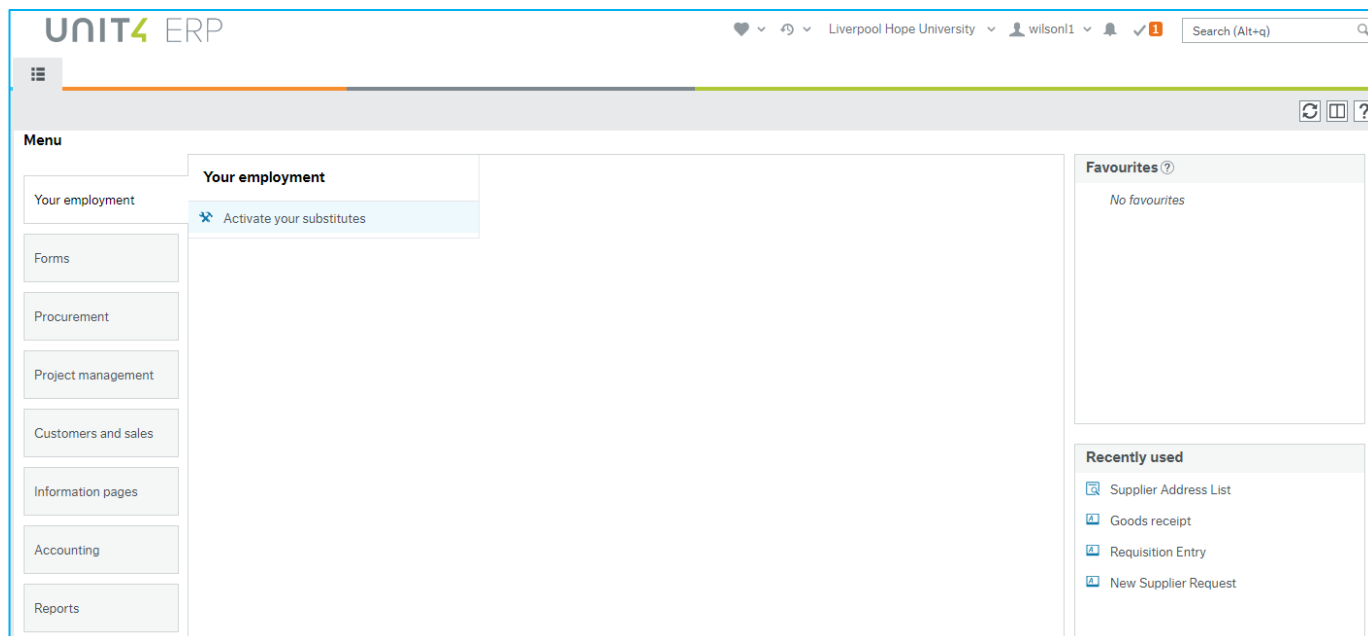 UNIT4 ERP
Liverpool Hope University
wilsonl1
1
Search (Alt+q)
?
Menu
Your employment
Forms
Procurement
Project management
Customers and sales
Information pages
Accounting
Reports
Your employment
Activate your substitutes
Favourites ?
No favourites
Recently used
Supplier Address List
Goods receipt
Requisition Entry
New Supplier Request